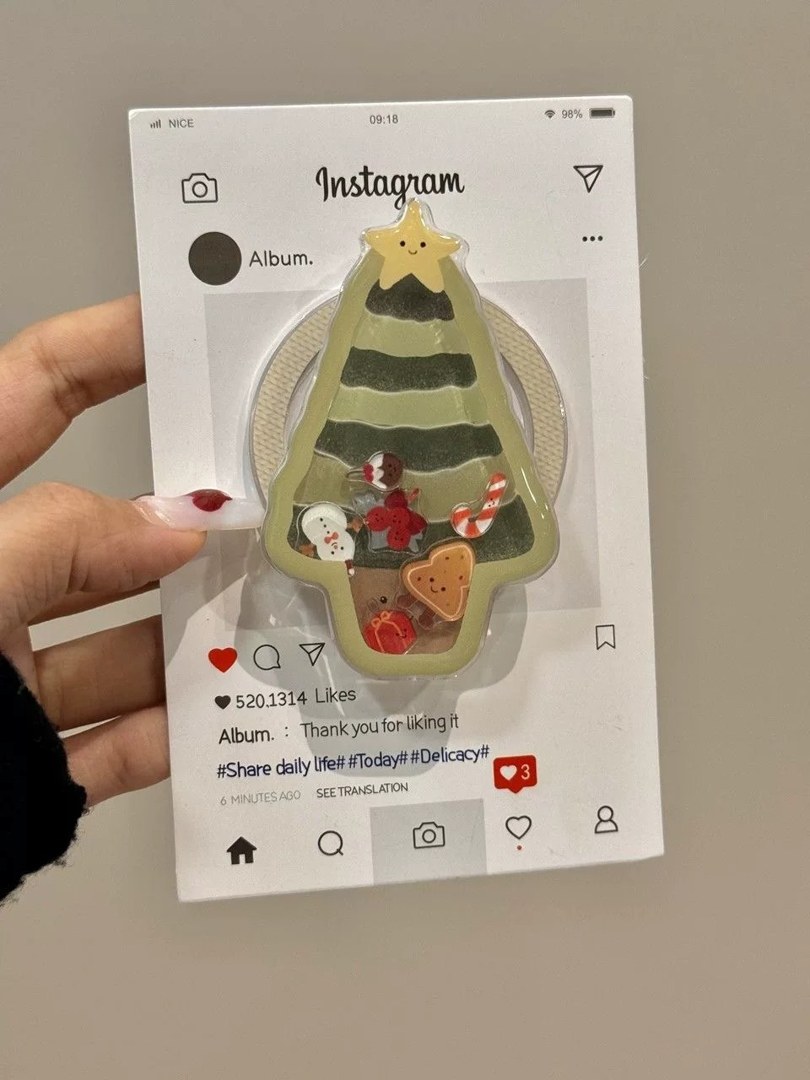 NICE 09:18 98%
Instagram
Album.
520,1314 Likes
Album. : Thank you for liking it
#Share daily life# #Today# #Delicacy#
3
6 MINUTES AGO SEE TRANSLATION